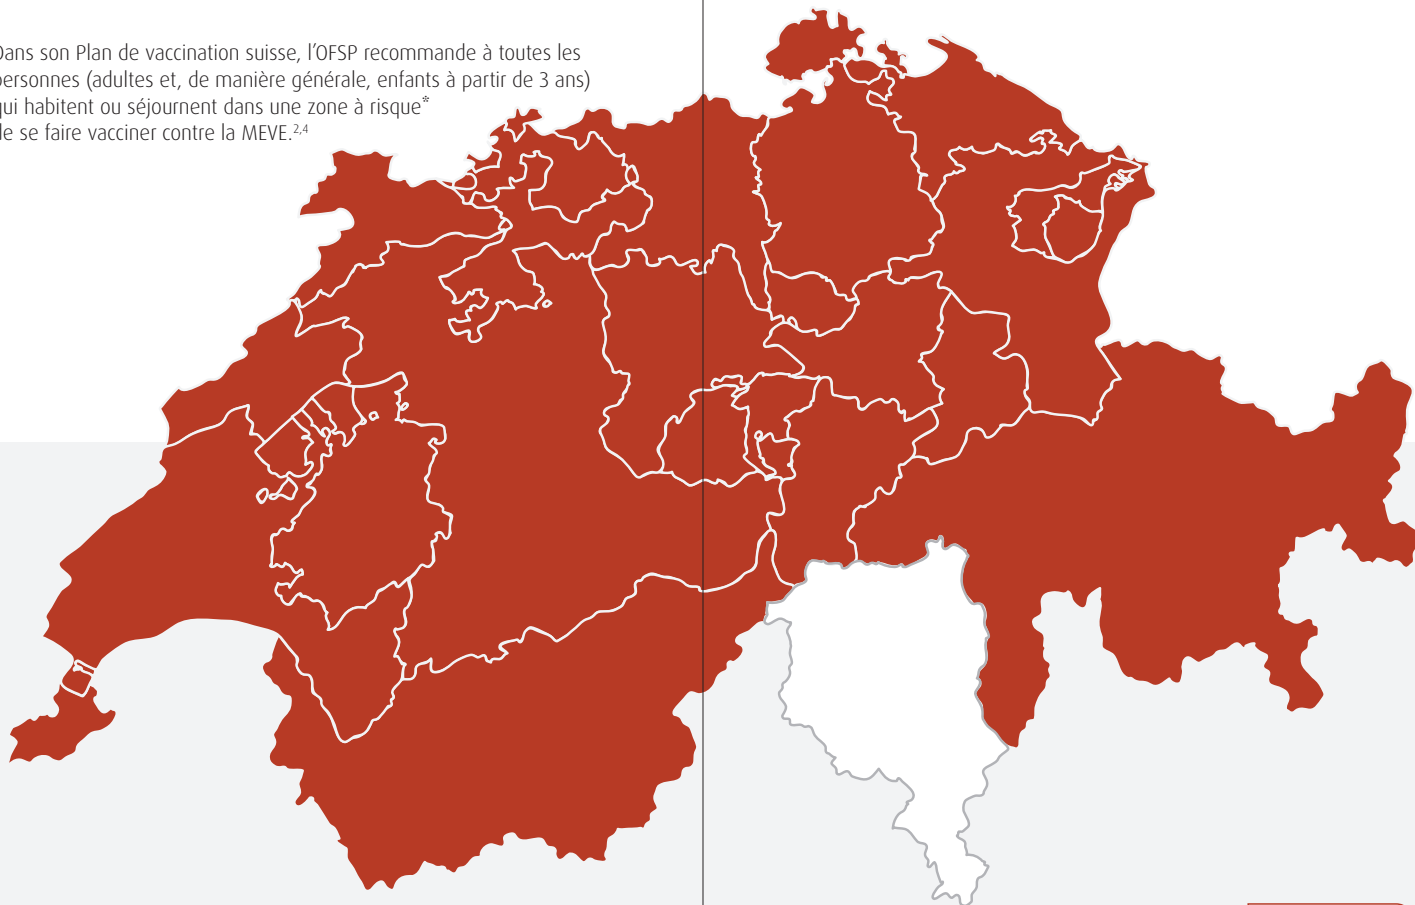 Dans son Plan de vaccination suisse, l’OFSP recommande à toutes les
personnes (adultes et, de manière générale, enfants à partir de 3 ans)
qui habitent ou séjournent dans une zone à risque*
de se faire vacciner contre la MEVE.2,4